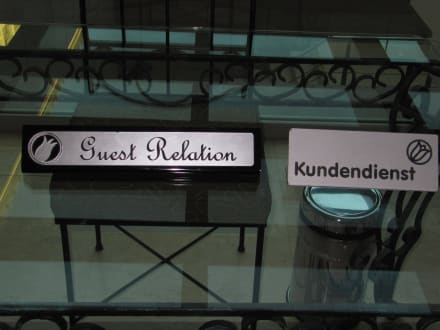 Guest Relation
Kundendienst